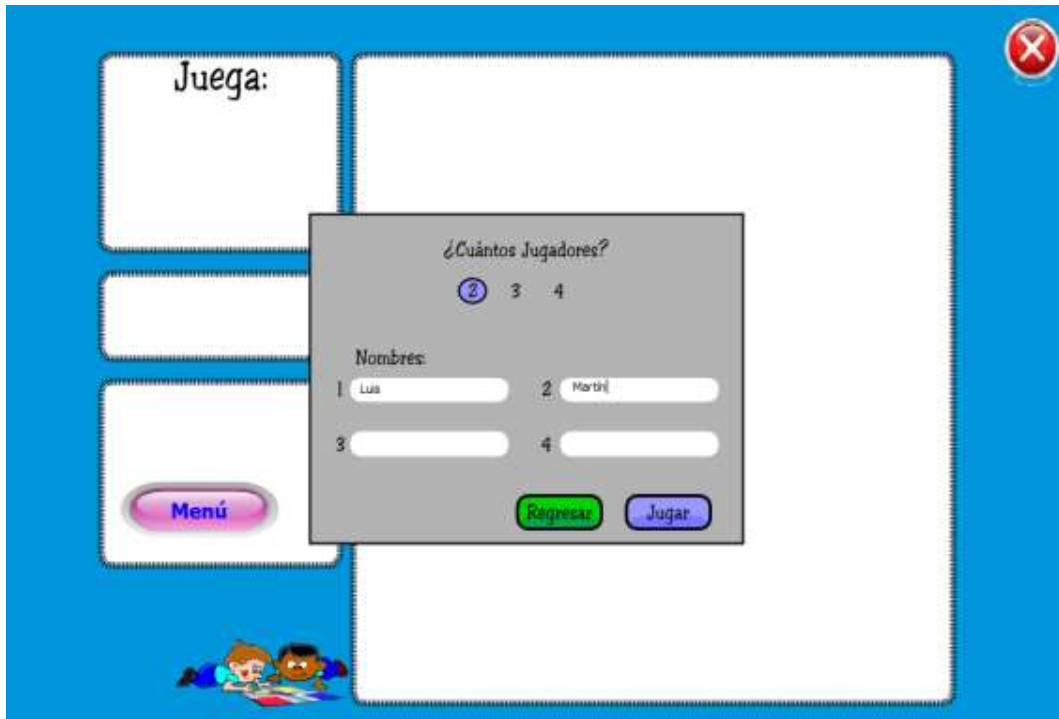 Juega:
¿Cuántos Jugadores?
2 3 4
Nombres:
1 Luis 2 Martín
3 4
Regresar Jugar
Menú